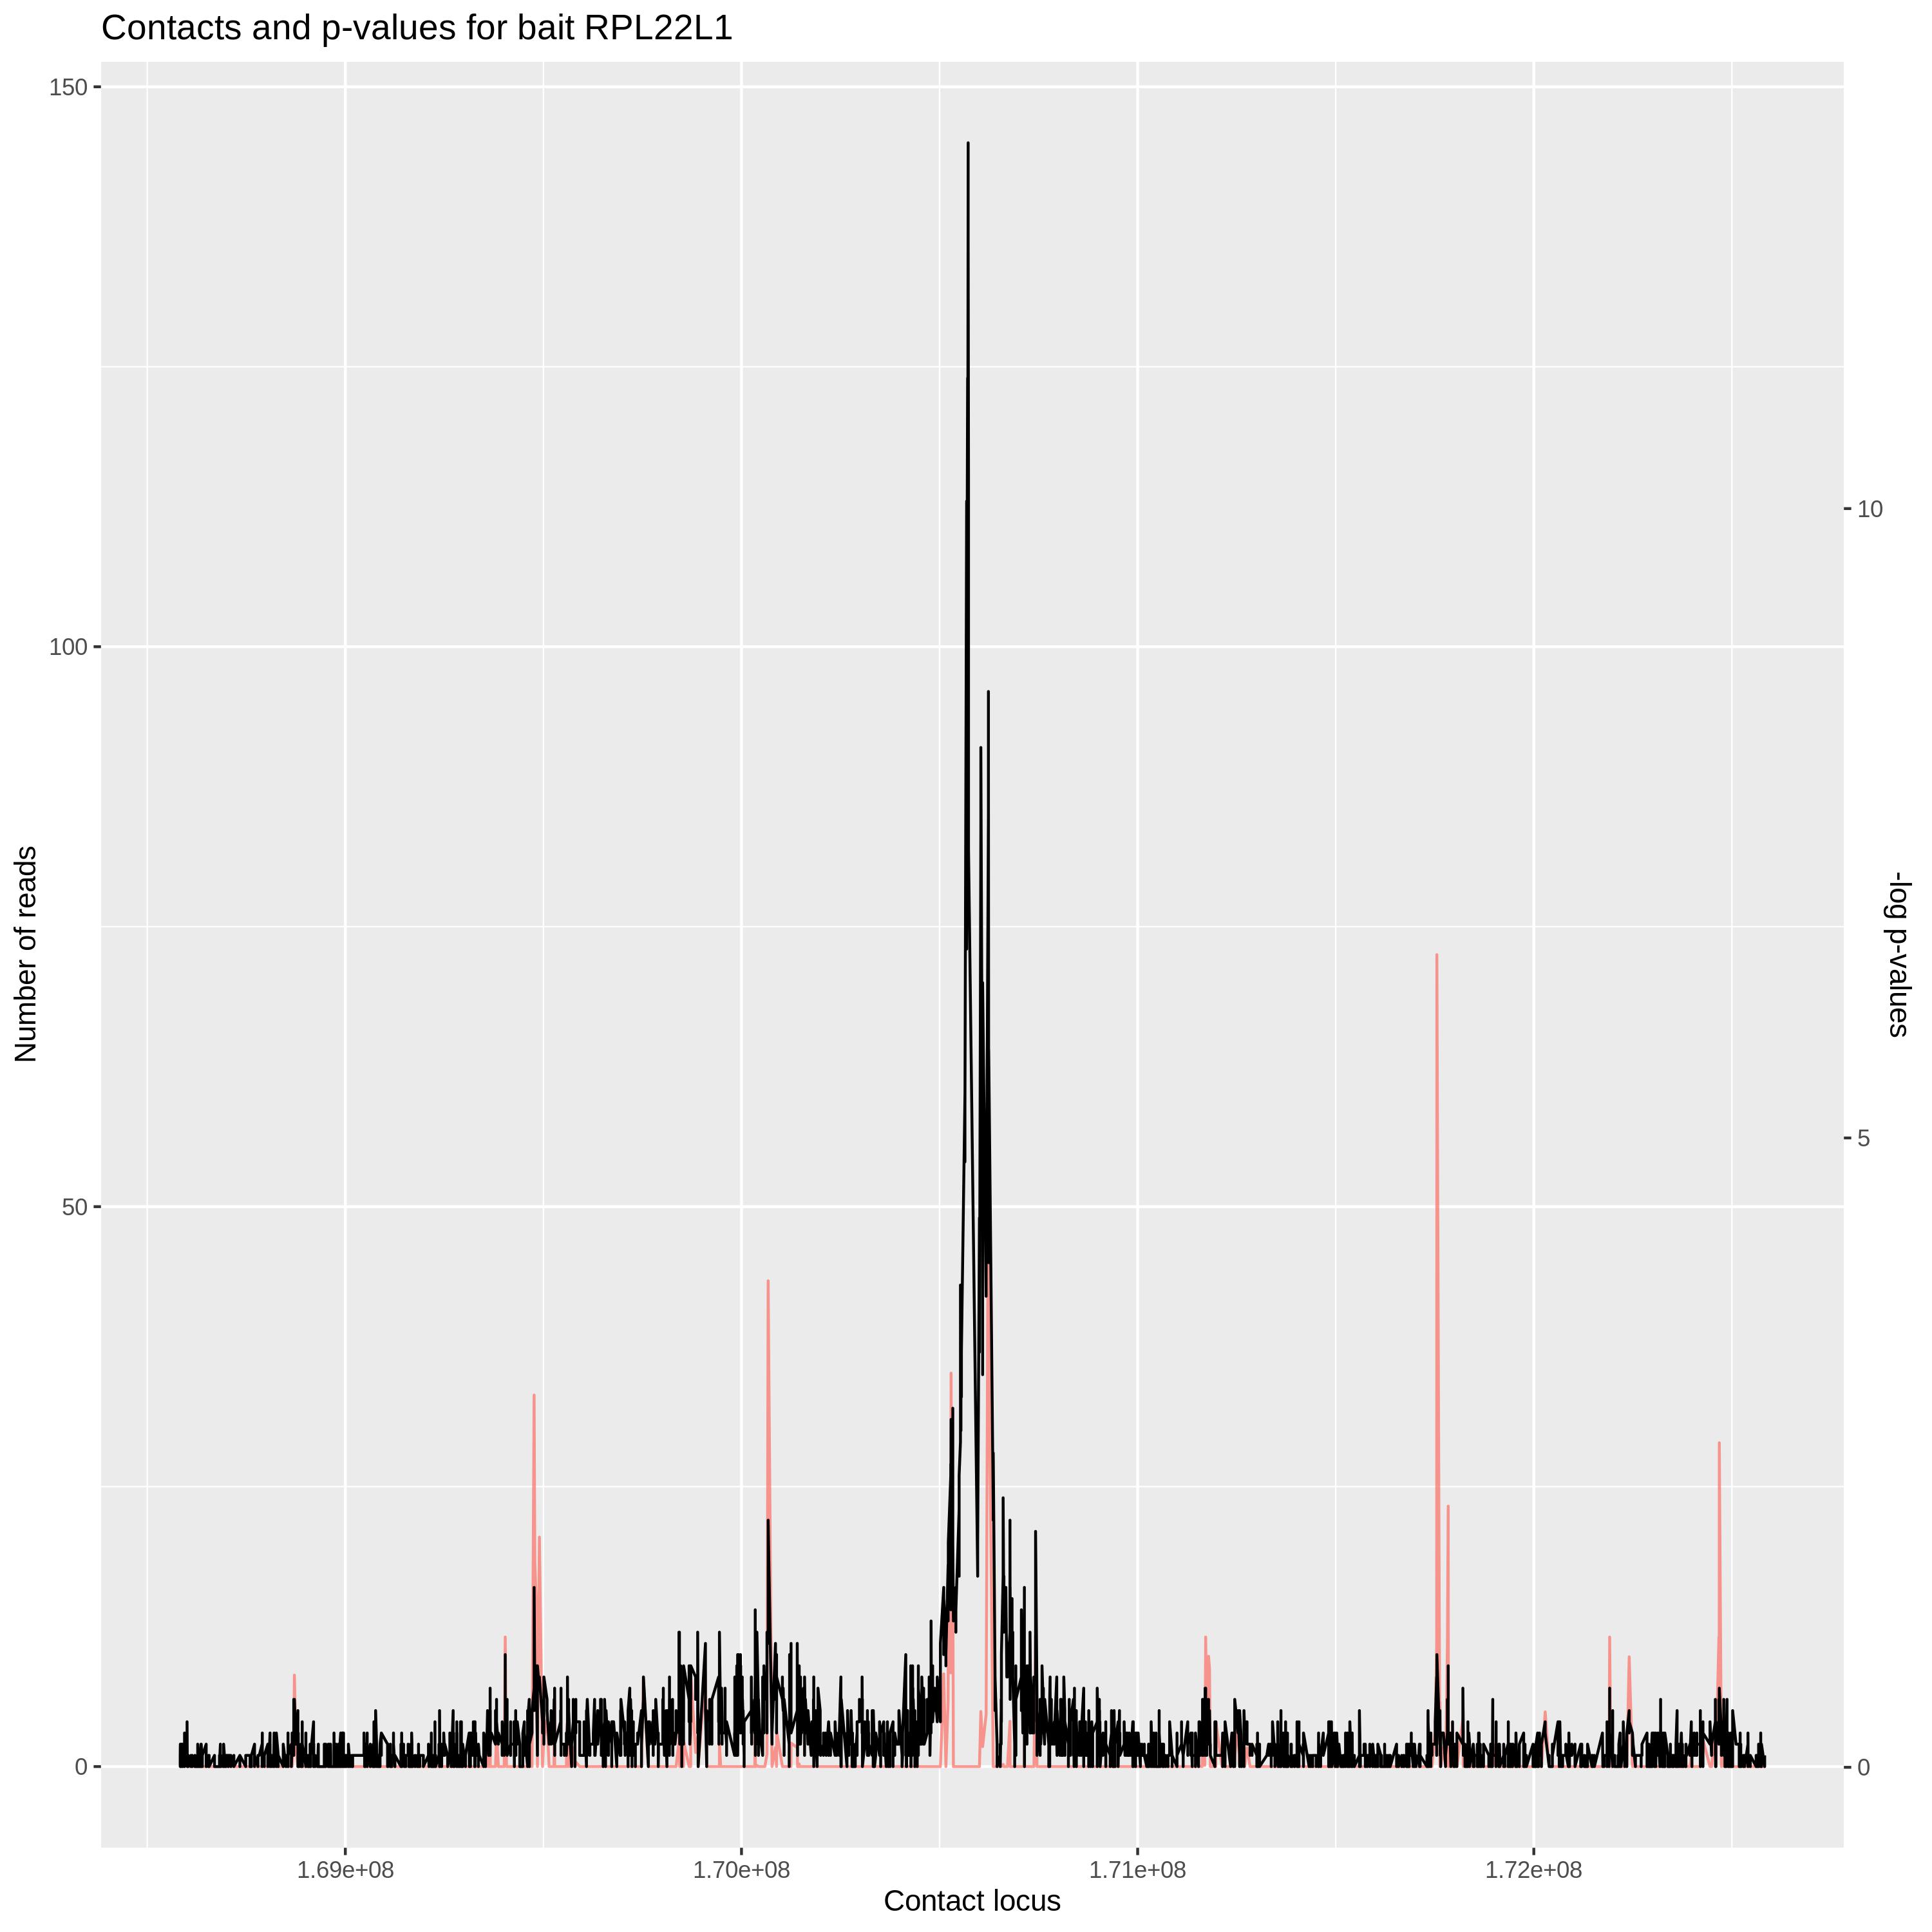 Contacts and p-values for bait RPL22L1
150
100
50
0
Number of reads
10
5
0
-log p-values
1.69e+08
1.70e+08
1.71e+08
1.72e+08
Contact locus